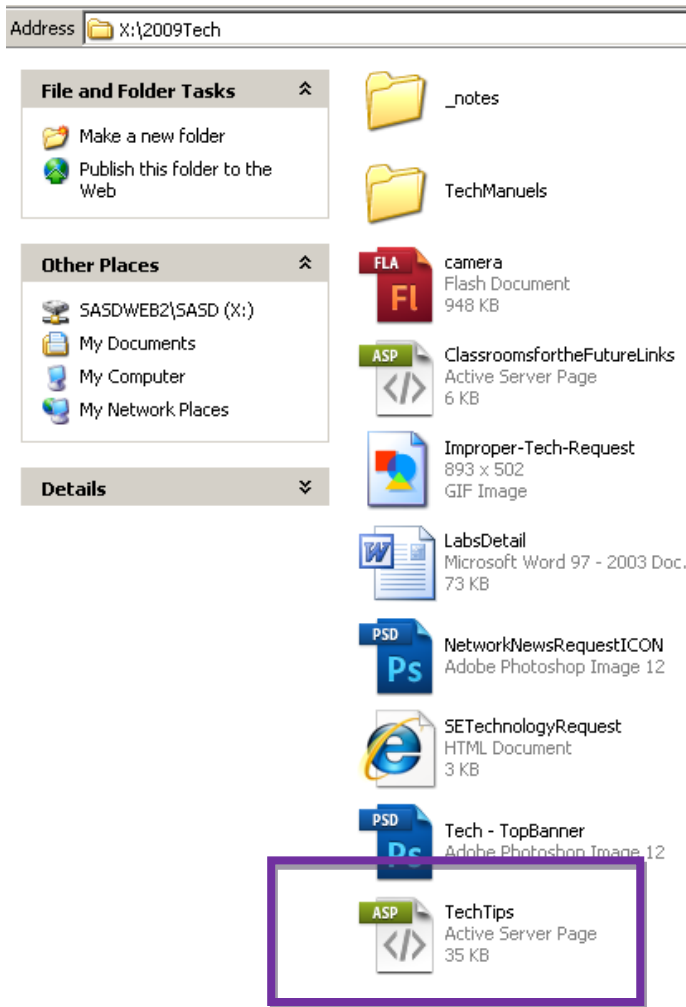 Address X:\2009Tech
File and Folder Tasks
Make a new folder
Publish this folder to the
Web
Other Places
SASDWEB2\SASD (X:)
My Documents
My Computer
My Network Places
Details
_notes
TechManuels
FLA
Fl
camera
Flash Document
948 KB
ASP
ClassroomsfortheFutureLinks
Active Server Page
6 KB
Improper-Tech-Request
893 x 502
GIF Image
W
LabsDetail
Microsoft Word 97 - 2003 Doc.
73 KB
PSD
Ps
NetworkNewsRequestICON
Adobe Photoshop Image 12
SETechnologyRequest
HTML Document
3 KB
PSD
Ps
Tech - TopBanner
Adobe Photoshop Image 12
ASP
TechTips
Active Server Page
35 KB